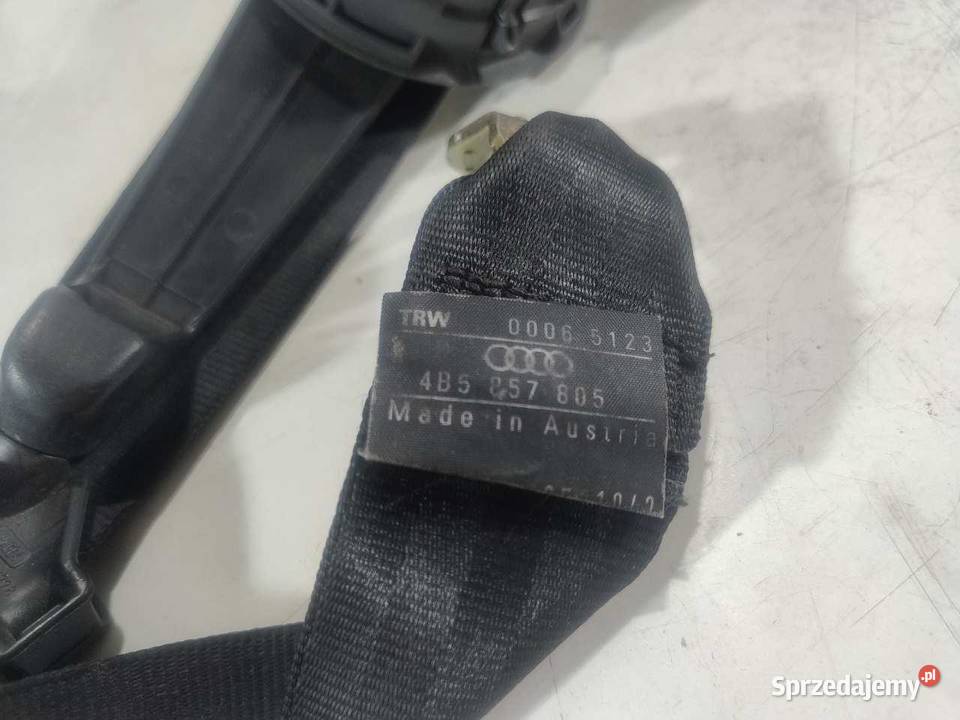 TRW 0006 5123
4B5 857 805
Made in Austria
Sprzedajemy.pl